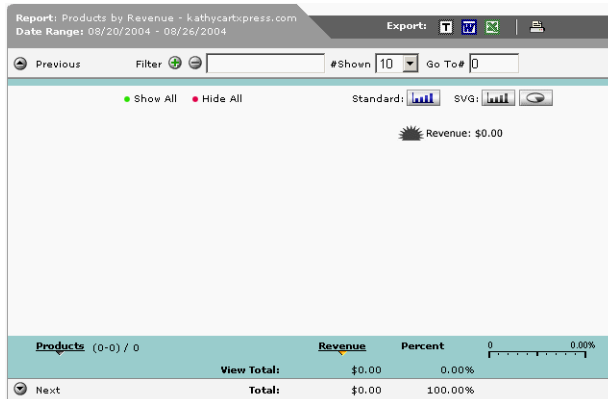 Report: Products by Revenue - kathycartxpress.com
Date Range: 08/20/2004 - 08/26/2004
Export: T W X
Previous Filter #Shown 10 Go To# 0
Show All Hide All Standard: SVG:
Revenue: $0.00
Products (0-0) / 0 Revenue Percent 0 0.00%
View Total: $0.00 0.00%
Next Total: $0.00 100.00%